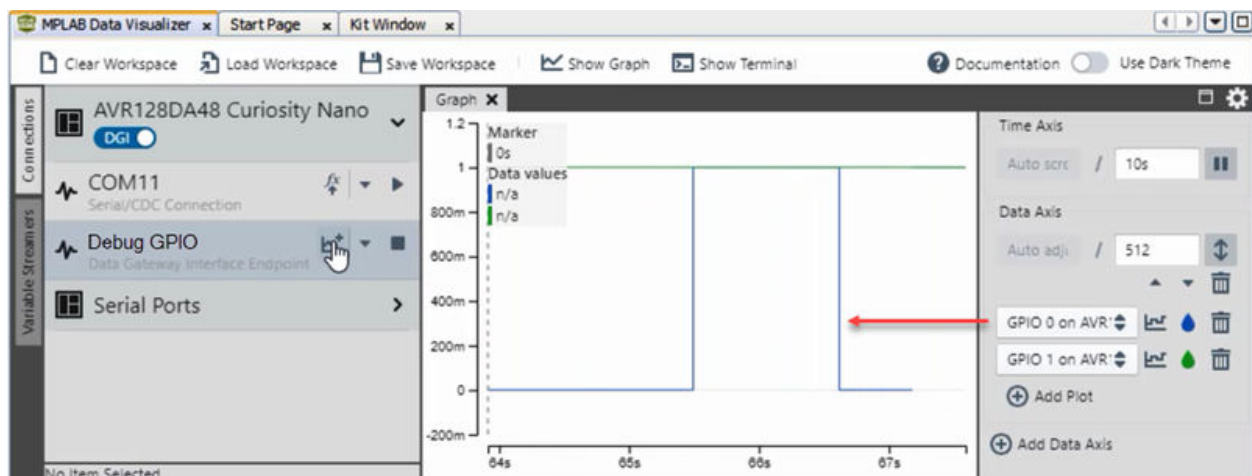 MPLAB Data Visualizer x Start Page x Kit Window x
Clear Workspace Load Workspace Save Workspace Show Graph Show Terminal Documentation Use Dark Theme
Connections
Variable Streamers
AVR128DA48 Curiosity Nano
DGI
COM11
Serial/CDC Connection
Debug GPIO
Data Gateway Interface Endpoint
Serial Ports
No Item Selected
Graph X
1.2
1
800m
600m
400m
200m
0
-200m
Marker
0s
Data values
n/a
n/a
64s 65s 66s 67s
Time Axis
Auto scrc / 10s
Data Axis
Auto adju / 512
GPIO 0 on AVR'
GPIO 1 on AVR'
Add Plot
Add Data Axis